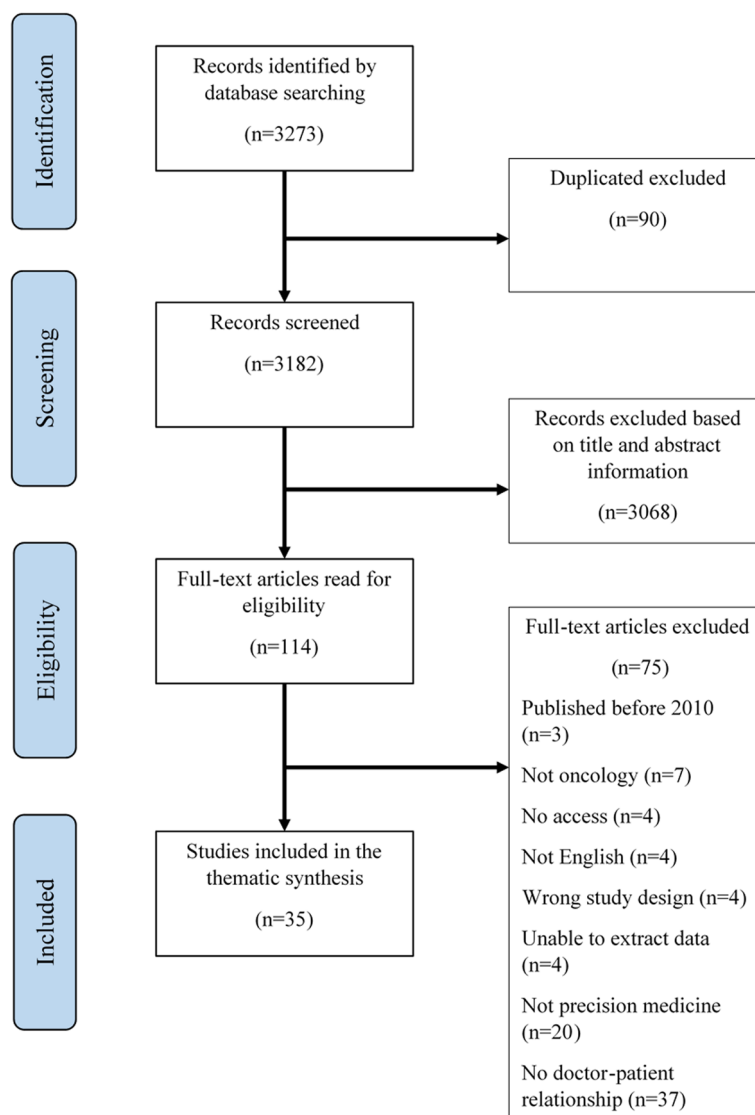 Identification
Records identified by
database searching
(n=3273)
Duplicated excluded
(n=90)
Screening
Records screened
(n=3182)
Records excluded based
on title and abstract
information
(n=3068)
Eligibility
Full-text articles read for
eligibility
(n=114)
Full-text articles excluded
(n=75)
Published before 2010
(n=3)
Not oncology (n=7)
No access (n=4)
Not English (n=4)
Wrong study design (n=4)
Unable to extract data
(n=4)
Not precision medicine
(n=20)
No doctor-patient
relationship (n=37)
Included
Studies included in the
thematic synthesis
(n=35)